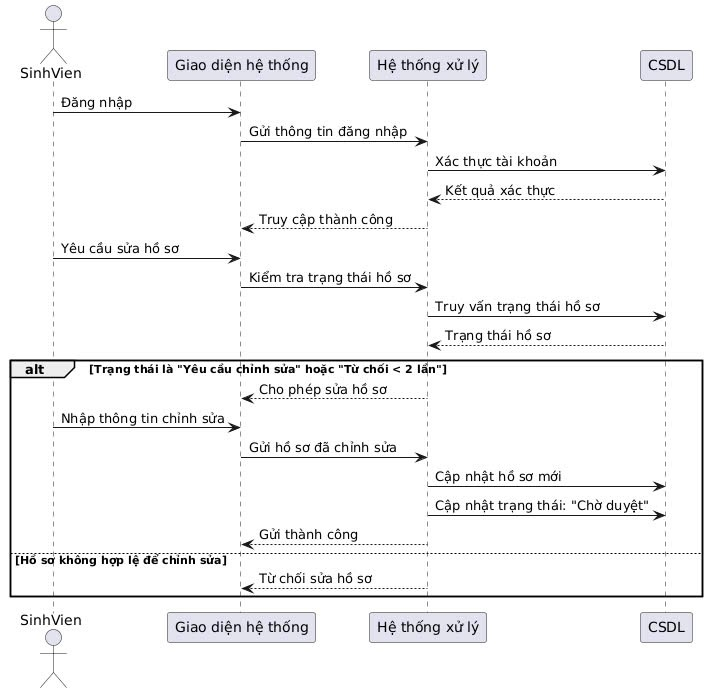 SinhVien
Giao diện hệ thống
Hệ thống xử lý
CSDL
Đăng nhập
Gửi thông tin đăng nhập
Xác thực tài khoản
Kết quả xác thực
Truy cập thành công
Yêu cầu sửa hồ sơ
Kiểm tra trạng thái hồ sơ
Truy vấn trạng thái hồ sơ
Trạng thái hồ sơ
alt [Trạng thái là "Yêu cầu chỉnh sửa" hoặc "Từ chối < 2 lần"]
Cho phép sửa hồ sơ
Nhập thông tin chỉnh sửa
Gửi hồ sơ đã chỉnh sửa
Cập nhật hồ sơ mới
Cập nhật trạng thái: "Chờ duyệt"
Gửi thành công
[Hồ sơ không hợp lệ để chỉnh sửa]
Từ chối sửa hồ sơ
SinhVien
Giao diện hệ thống
Hệ thống xử lý
CSDL